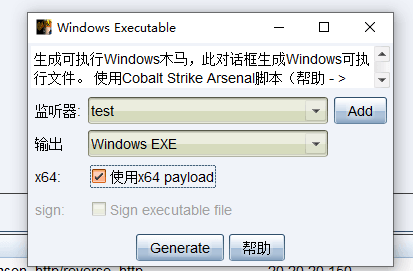 Windows Executable
生成可执行Windows木马，此对话框生成Windows可执
行文件。 使用Cobalt Strike Arsenal脚本（帮助 - >
监听器: test Add
输出 Windows EXE
x64: 使用x64 payload
sign: Sign executable file
Generate 帮助
http/reverse_http 20.20.20.150